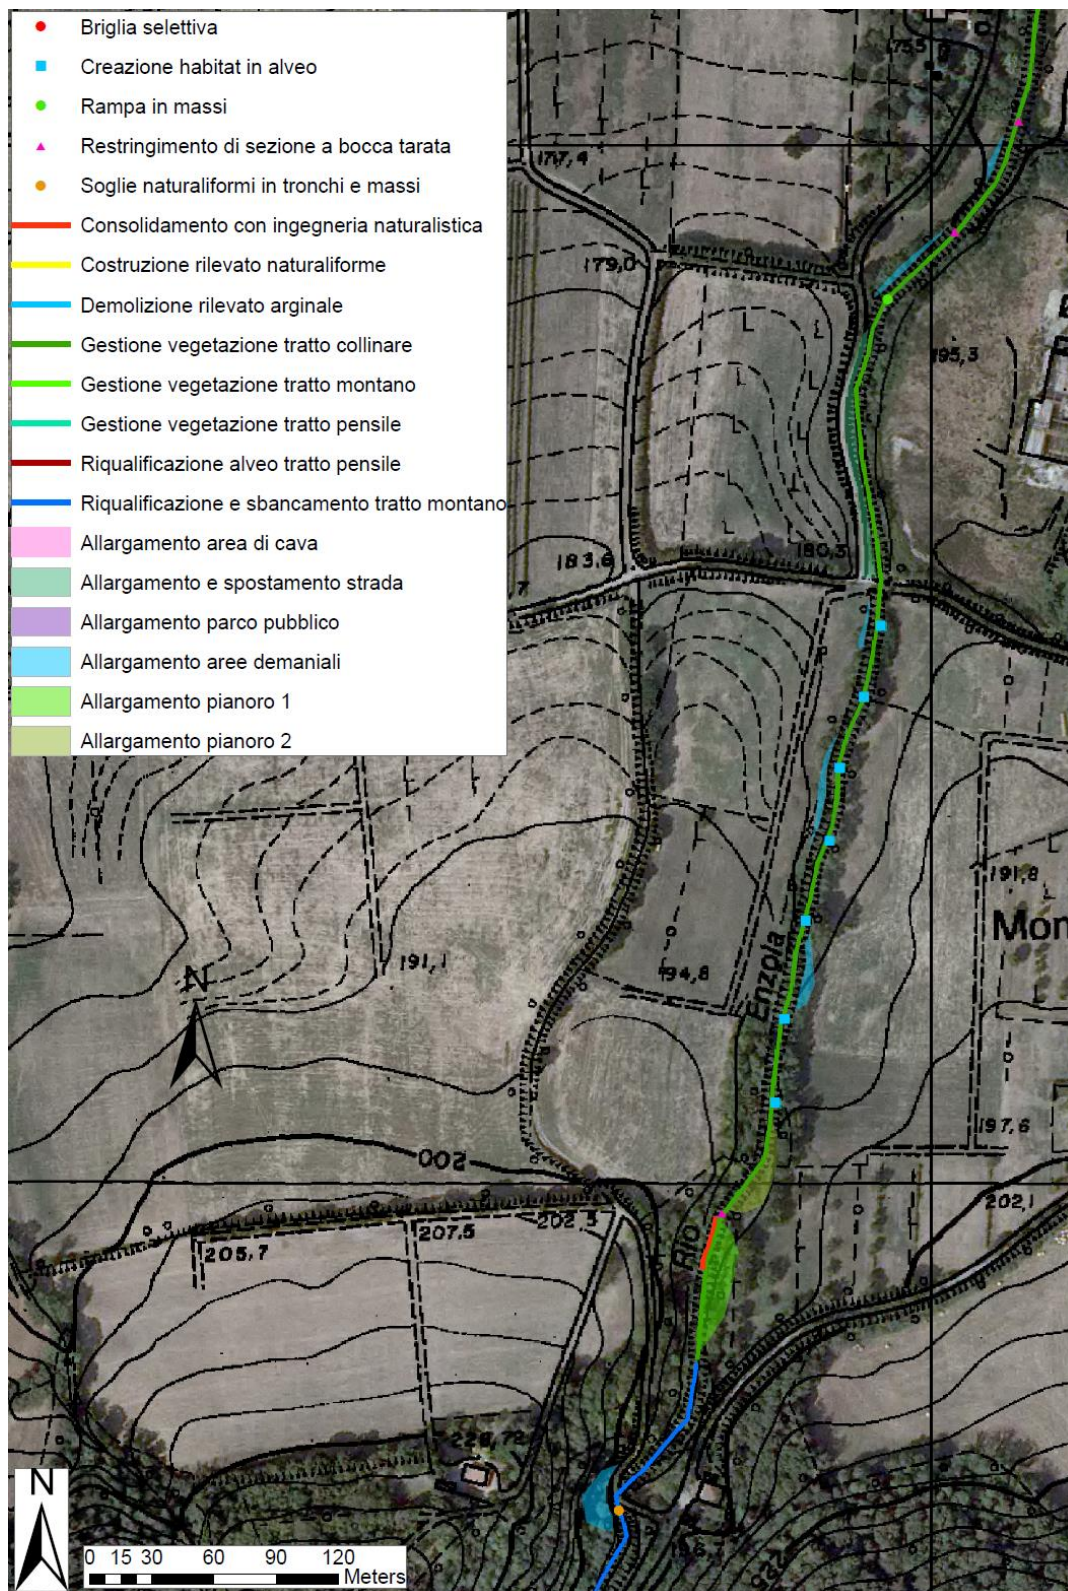 Briglia selettiva
Creazione habitat in alveo
Rampa in massi
Restringimento di sezione a bocca tarata
Soglie naturaliformi in tronchi e massi
Consolidamento con ingegneria naturalistica
Costruzione rilevato naturaliforme
Demolizione rilevato arginale
Gestione vegetazione tratto collinare
Gestione vegetazione tratto montano
Gestione vegetazione tratto pensile
Riqualificazione alveo tratto pensile
Riqualificazione e sbancamento tratto montano
Allargamento area di cava
Allargamento e spostamento strada
Allargamento parco pubblico
Allargamento aree demaniali
Allargamento pianoro 1
Allargamento pianoro 2
177,4
179,0
195,3
183,6
180,3
191,8
Mon
191,1
194,8
Rio Enzola
N
197,6
200
202,1
205,7
207,5
202,5
N
0 15 30 60 90 120
Meters